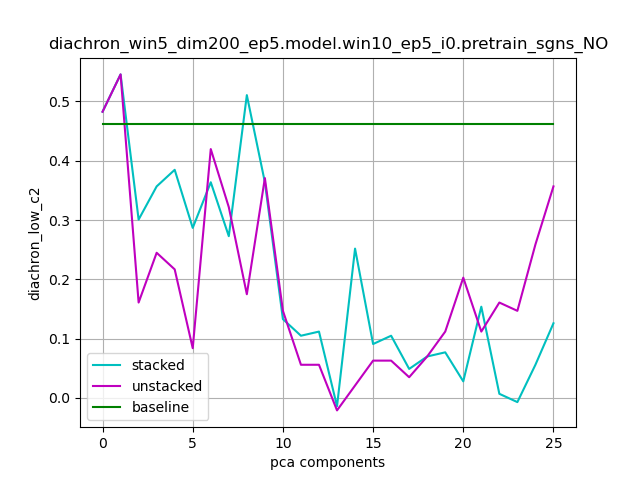 diachron_win5_dim200_ep5.model.win10_ep5_i0.pretrain_sgns_NO
diachron_low_c2
0.5
0.4
0.3
0.2
0.1
0.0
stacked
unstacked
baseline
0 5 10 15 20 25
pca components